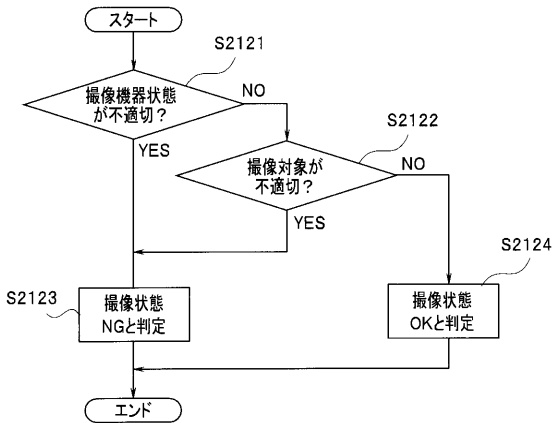 スタート
S2121
撮像機器状態
が不適切？
NO
YES
S2122
撮像対象が
不適切？
NO
YES
S2123
撮像状態
NGと判定
S2124
撮像状態
OKと判定
エンド